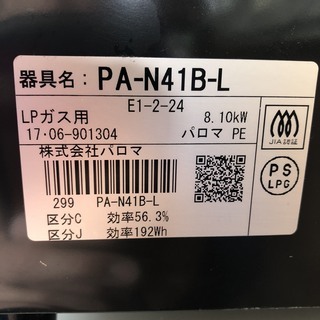 器具名：PA-N41B-L
E1-2-24
LPガス用 8.10kW
17·06-901304 パロマ PE
株式会社パロマ
299 PA-N41B-L
区分C 効率56.3%
区分J 効率192Wh
JIA認証
PS
LPG